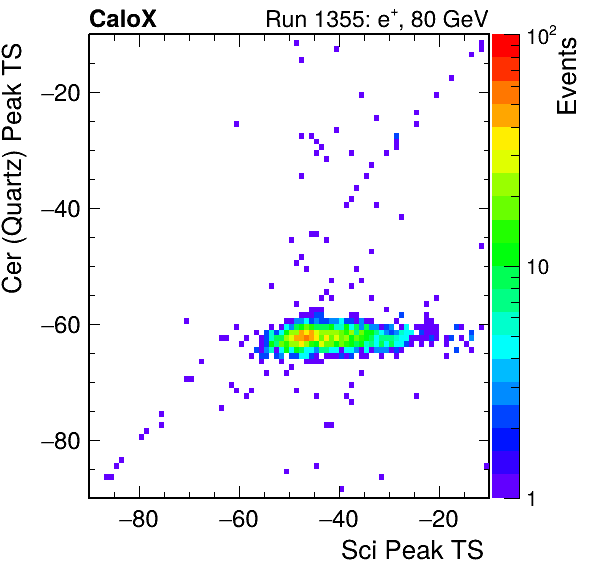 CaloX
Run 1355: e⁺, 80 GeV
Cer (Quartz) Peak TS
−20
−40
−60
−80
−80
−60
−40
−20
Sci Peak TS
10²
10
1
Events